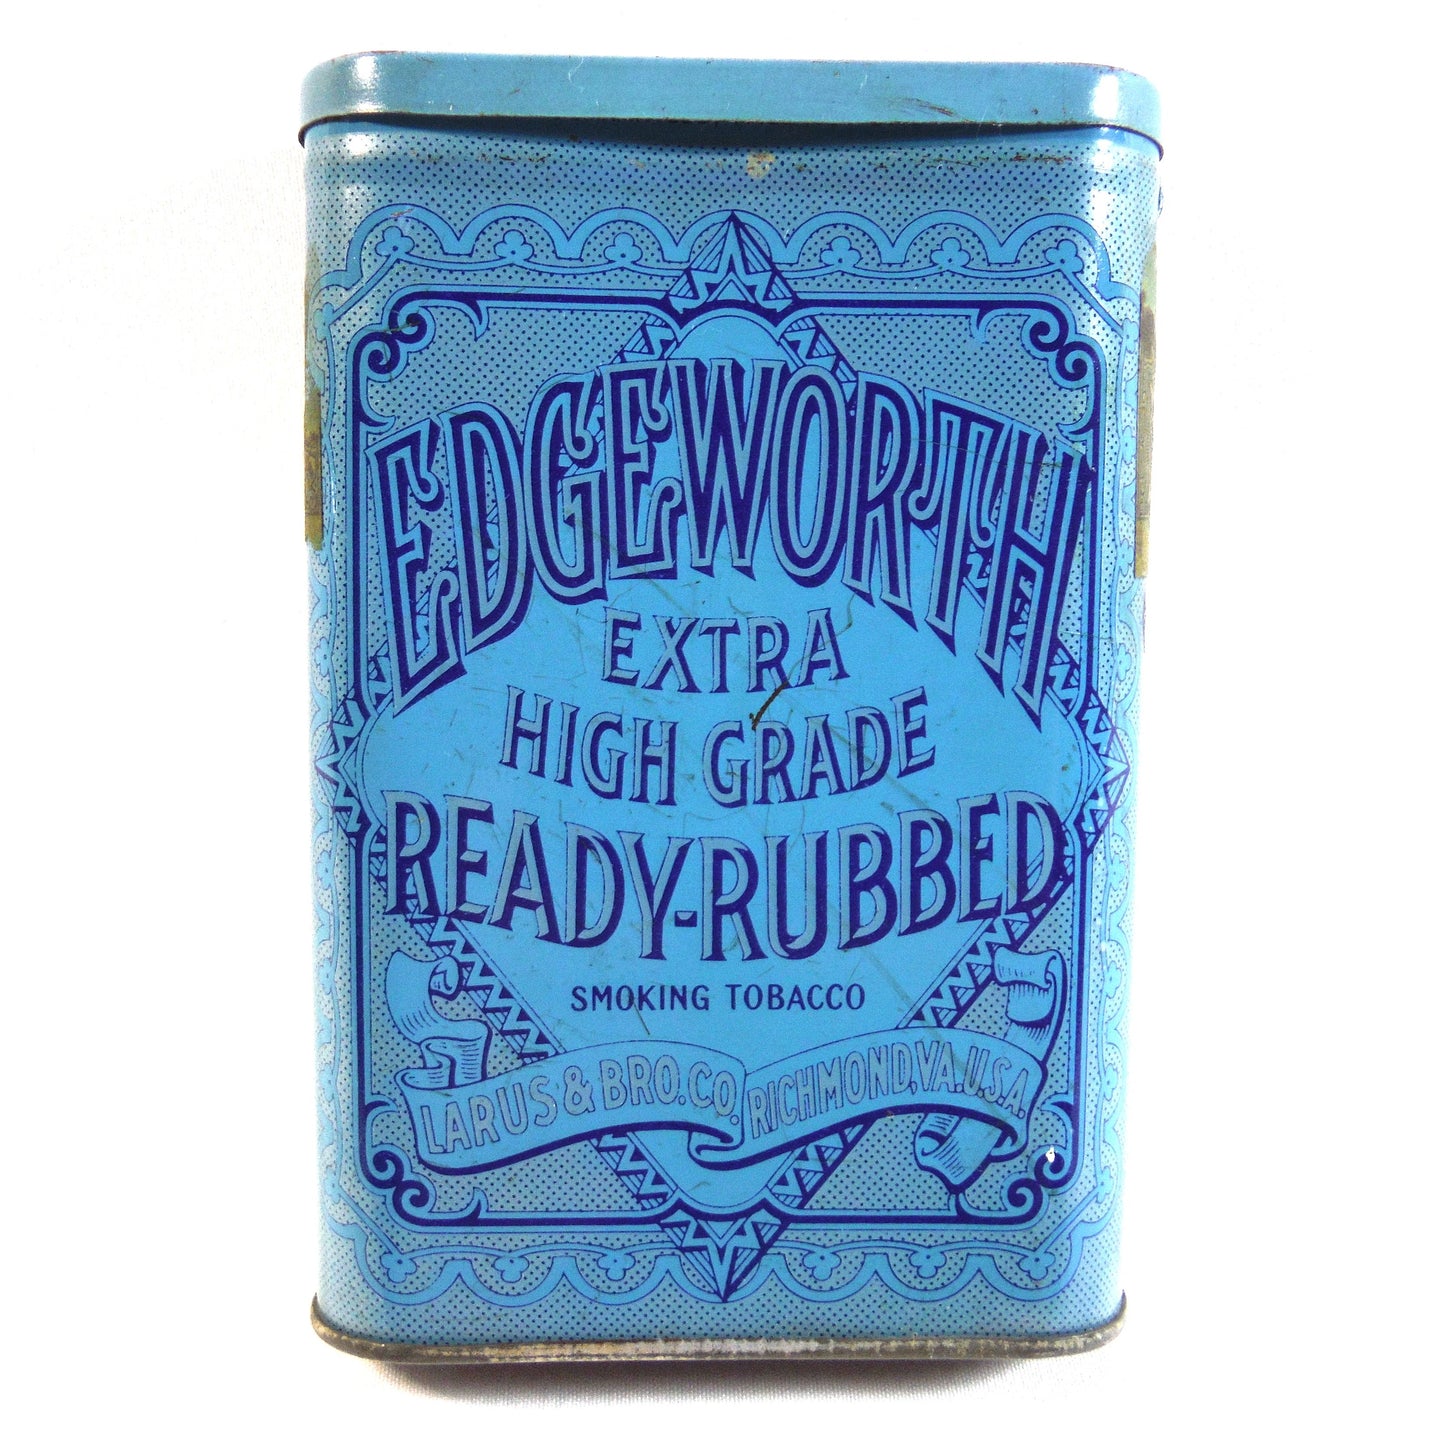 EDGEWORTH
EXTRA
HIGH GRADE
READY-RUBBED
SMOKING TOBACCO
LARUS & BRO. CO. RICHMOND, VA. U.S.A.